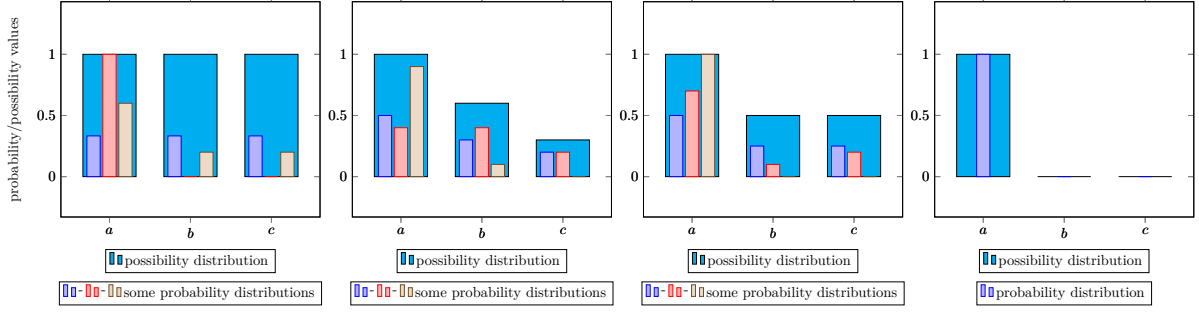 probability/possibility values
1
0.5
0
a b c
possibility distribution
- - some probability distributions
1
0.5
0
a b c
possibility distribution
- - some probability distributions
1
0.5
0
a b c
possibility distribution
- - some probability distributions
1
0.5
0
a b c
possibility distribution
probability distribution